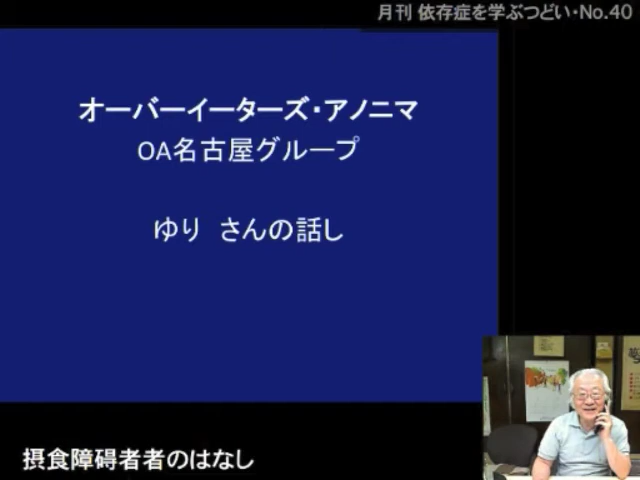 月刊 依存症を学ぶつどい・No.40
オーバーイーターズ・アノニマ
OA名古屋グループ
ゆり さんの話し
摂食障碍者者のはなし